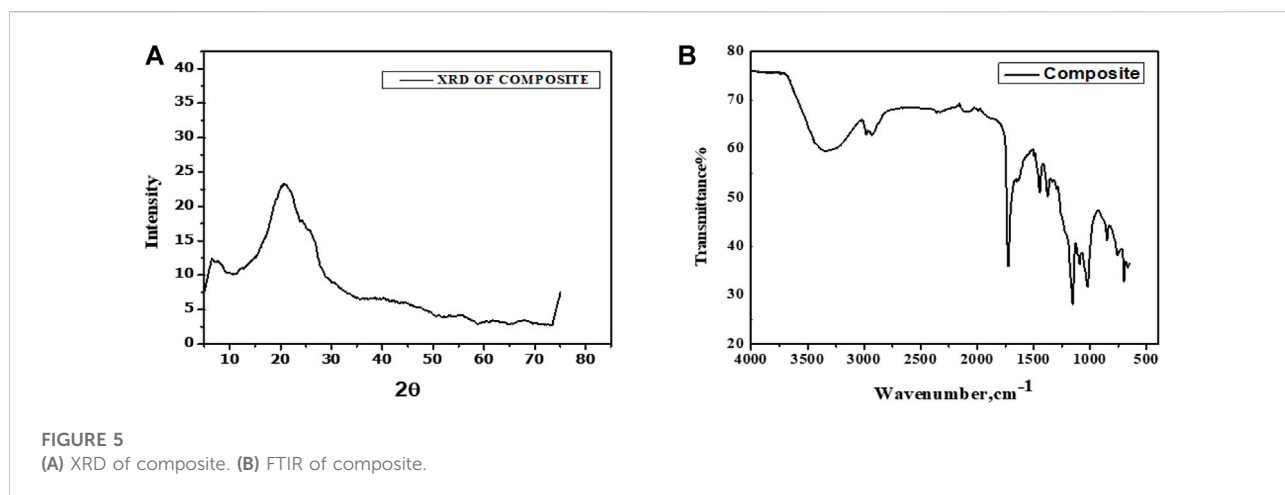 A
XRD OF COMPOSITE
Intensity
40
35
30
25
20
15
10
5
0
10 20 30 40 50 60 70 80
2θ
B
Composite
Transmittance%
80
70
60
50
40
30
20
4000 3500 3000 2500 2000 1500 1000 500
Wavenumber,cm⁻¹
FIGURE 5
(A) XRD of composite. (B) FTIR of composite.